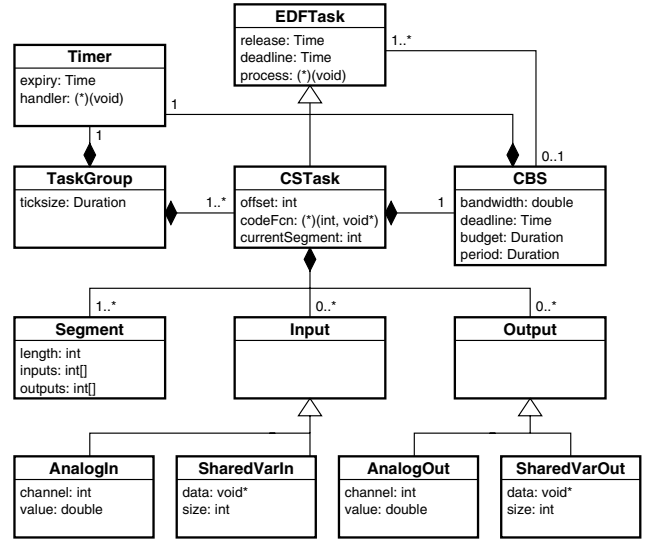 EDFTask
release: Time
deadline: Time
process: (*)(void)
1..*
Timer
expiry: Time
handler: (*)(void)
1
1
0..1
TaskGroup
ticksize: Duration
1..*
CSTask
offset: int
codeFcn: (*)(int, void*)
currentSegment: int
1
CBS
bandwidth: double
deadline: Time
budget: Duration
period: Duration
1..*
0..*
0..*
Segment
length: int
inputs: int[]
outputs: int[]
Input
Output
AnalogIn
channel: int
value: double
SharedVarIn
data: void*
size: int
AnalogOut
channel: int
value: double
SharedVarOut
data: void*
size: int